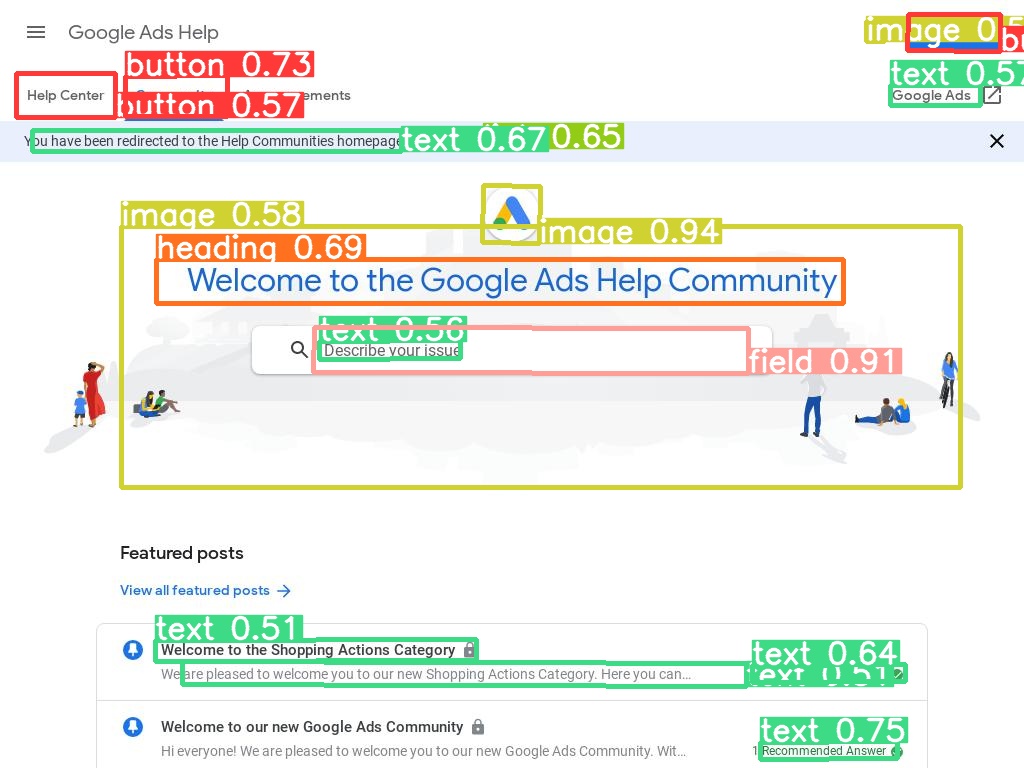 Google Ads Help
image 0.5
button 0.73
text 0.57
Help Center
button 0.57
Google Ads
You have been redirected to the Help Communities homepage
text 0.67
0.65
image 0.58
image 0.94
heading 0.69
Welcome to the Google Ads Help Community
text 0.56
Describe your issue
field 0.91
Featured posts
View all featured posts
text 0.51
Welcome to the Shopping Actions Category
text 0.64
We are pleased to welcome you to our new Shopping Actions Category. Here you can…
text 0.51
Welcome to our new Google Ads Community
text 0.75
Hi everyone! We are pleased to welcome you to our new Google Ads Community. Wit…
1 Recommended Answer